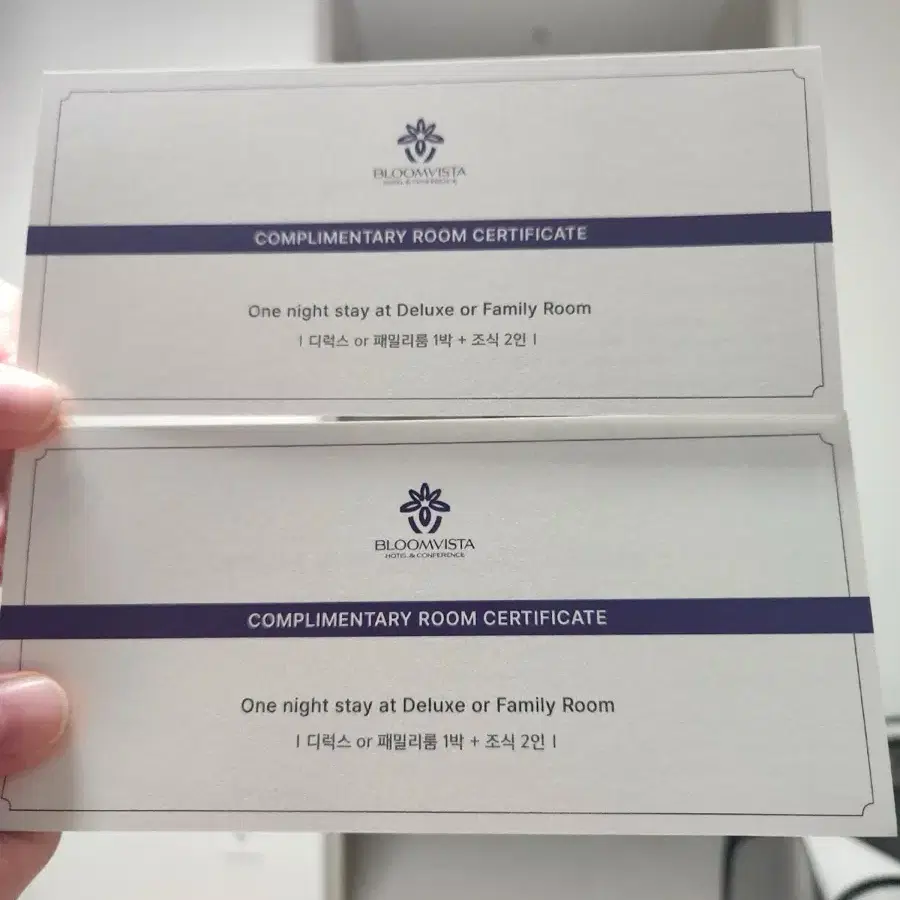 BLOOMVISTA
HOTEL & CONFERENCE
COMPLIMENTARY ROOM CERTIFICATE
One night stay at Deluxe or Family Room
| 디럭스 or 패밀리룸 1박 + 조식 2인 |
BLOOMVISTA
HOTEL & CONFERENCE
COMPLIMENTARY ROOM CERTIFICATE
One night stay at Deluxe or Family Room
| 디럭스 or 패밀리룸 1박 + 조식 2인 |